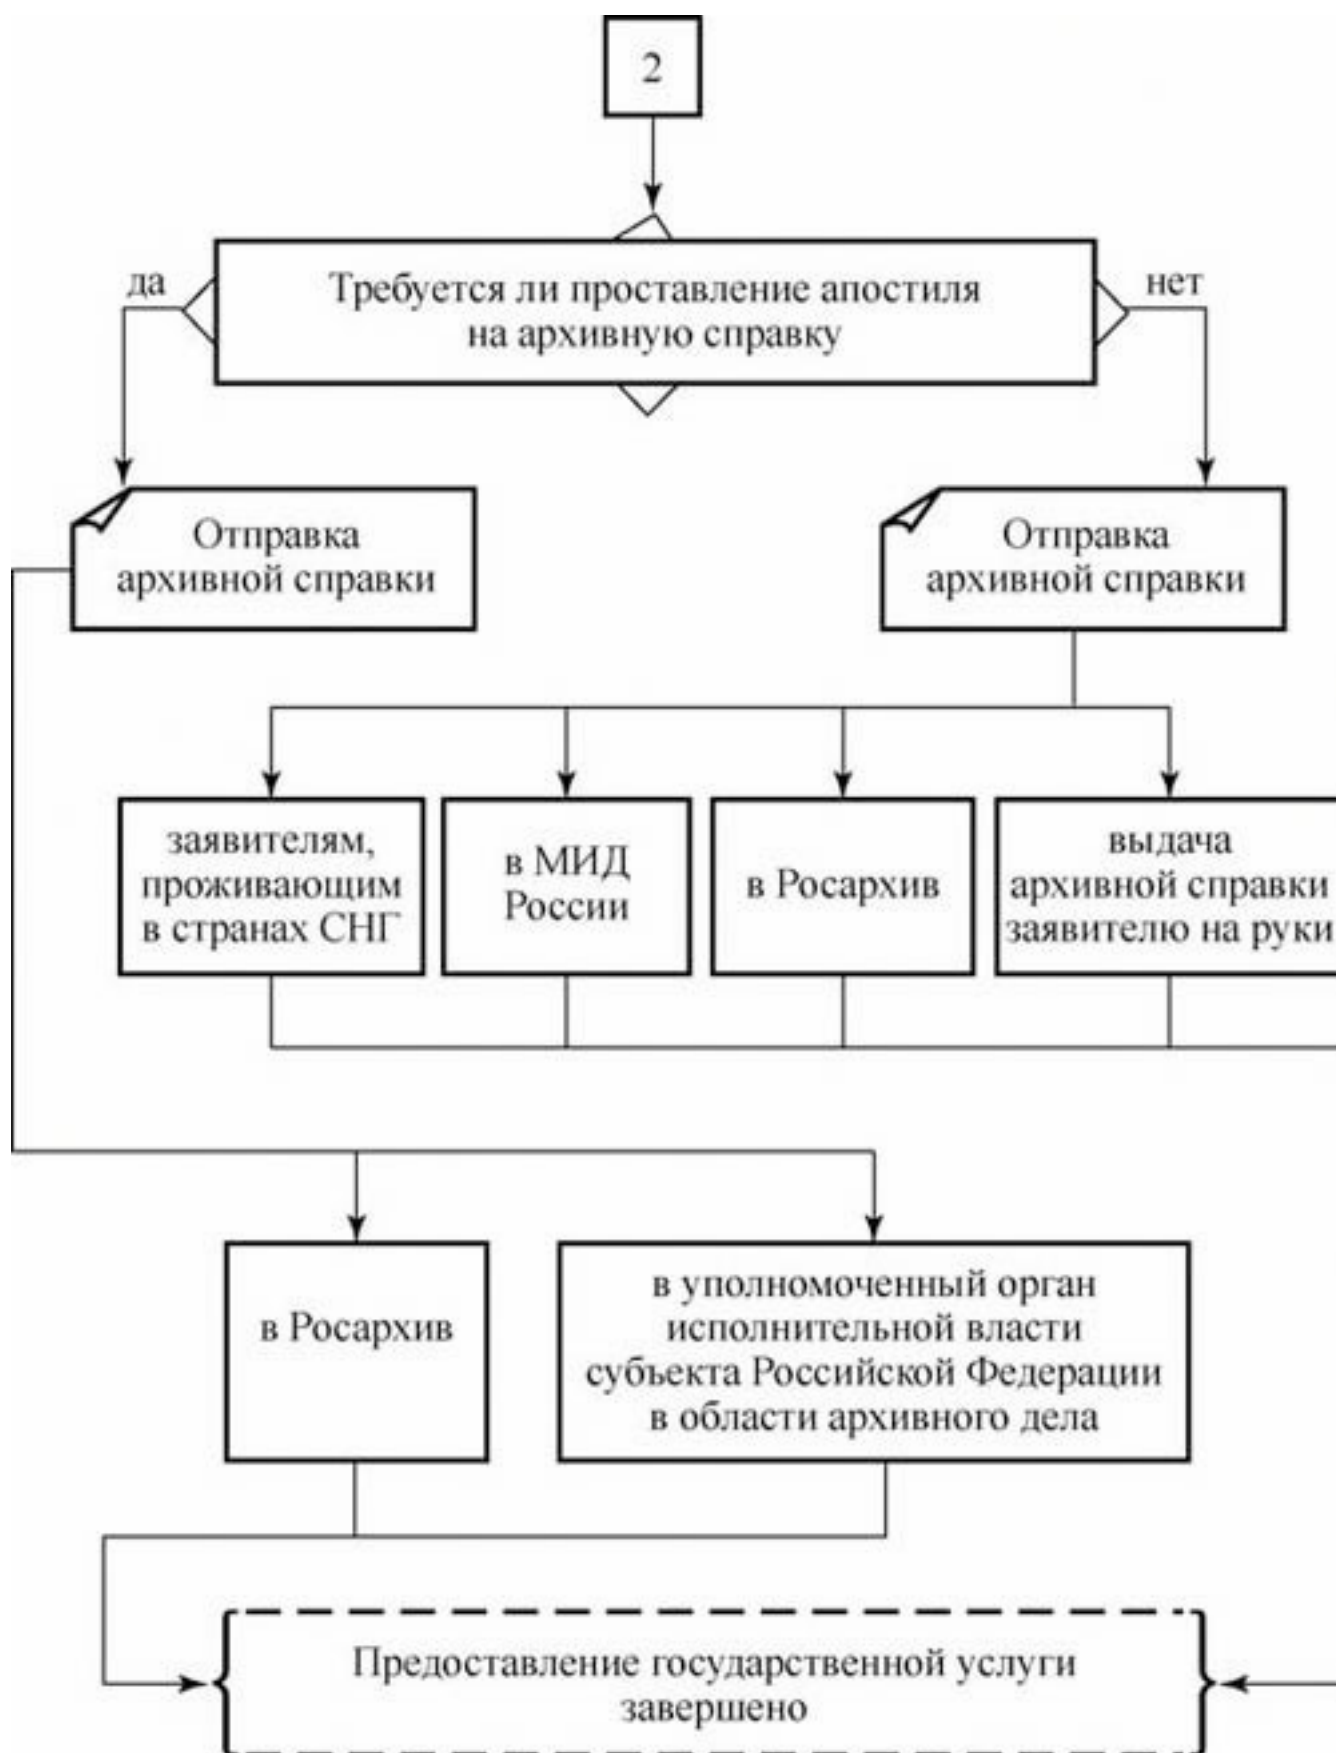 2
да
Требуется ли проставление апостиля
на архивную справку
нет
Отправка
архивной справки
Отправка
архивной справки
заявителям,
проживающим
в странах СНГ
в МИД
России
в Росархив
выдача
архивной справки
заявителю на руки
в Росархив
в уполномоченный орган
исполнительной власти
субъекта Российской Федерации
в области архивного дела
Предоставление государственной услуги
завершено